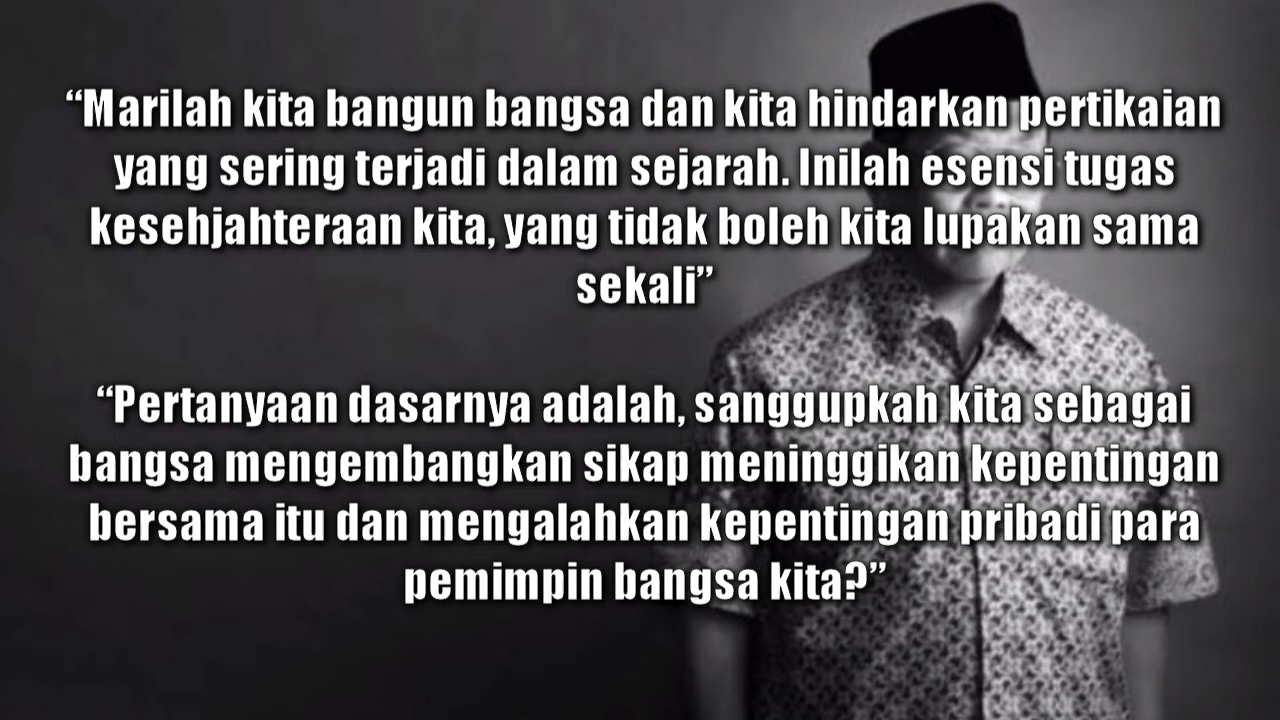 “Marilah kita bangun bangsa dan kita hindarkan pertikaian
yang sering terjadi dalam sejarah. Inilah esensi tugas
kesehjahteraan kita, yang tidak boleh kita lupakan sama
sekali”
“Pertanyaan dasarnya adalah, sanggupkah kita sebagai
bangsa mengembangkan sikap meninggikan kepentingan
bersama itu dan mengalahkan kepentingan pribadi para
pemimpin bangsa kita?”